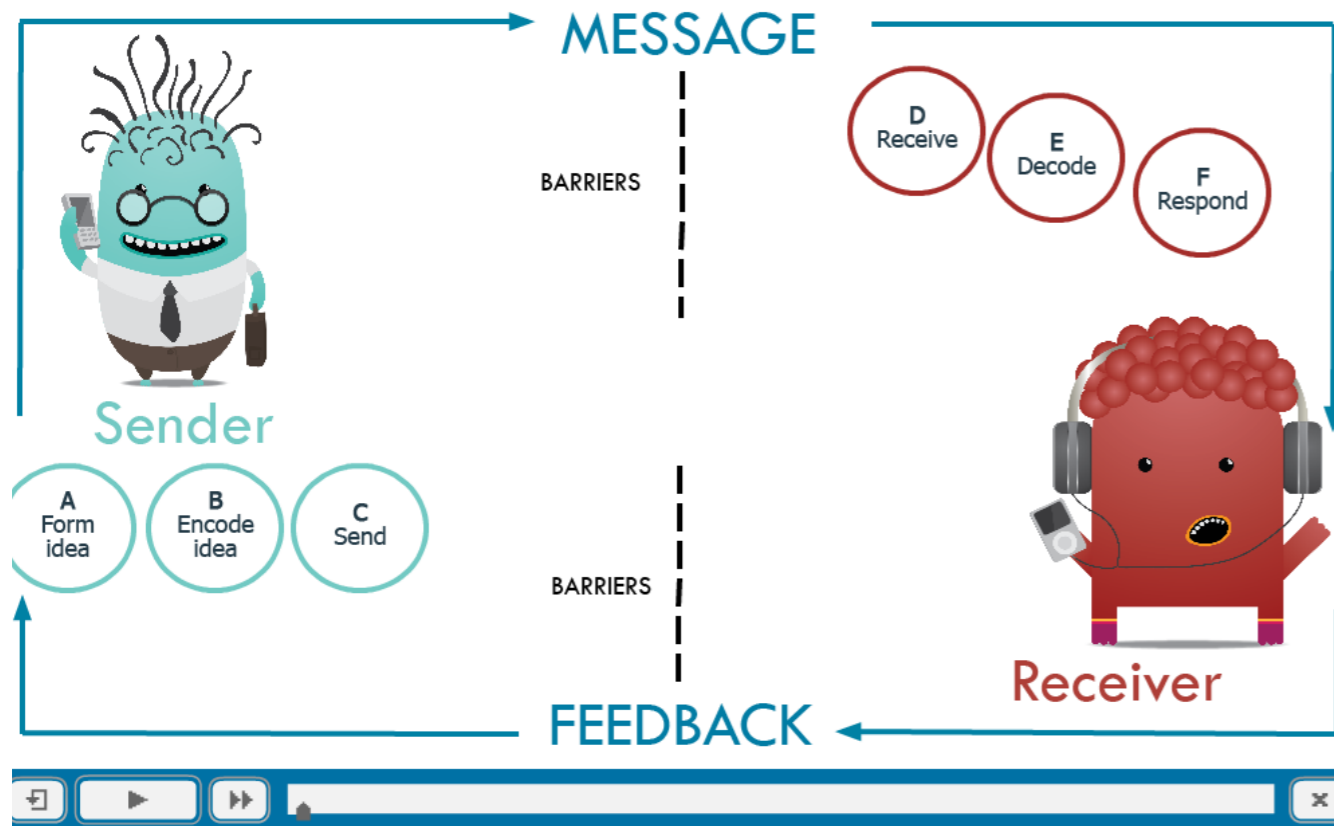 MESSAGE
D
Receive
E
Decode
F
Respond
BARRIERS
Sender
A
Form
idea
B
Encode
idea
C
Send
BARRIERS
Receiver
FEEDBACK